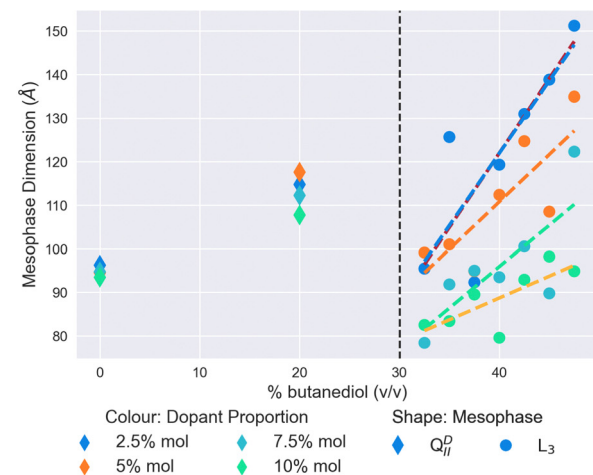 150
140
130
120
110
100
90
80
Mesophase Dimension (Å)
0 10 20 30 40
% butanediol (v/v)
Colour: Dopant Proportion Shape: Mesophase
2.5% mol 7.5% mol Q_II^D L₃
5% mol 10% mol